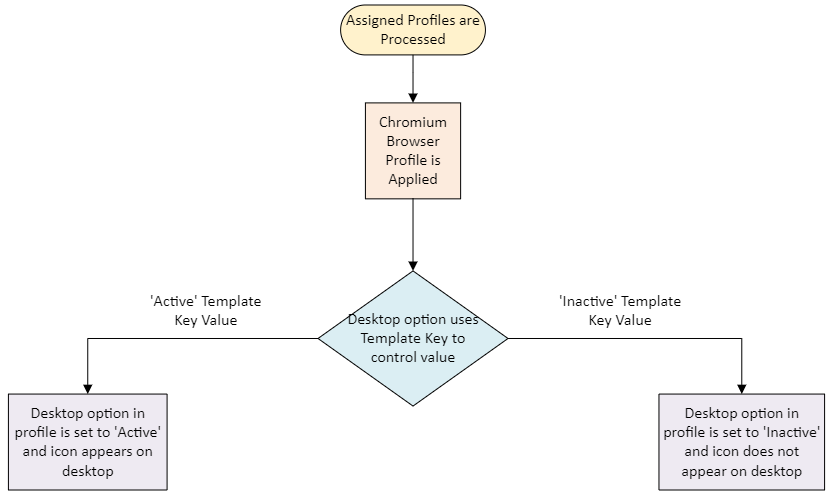 Assigned Profiles are
Processed
Chromium
Browser
Profile is
Applied
'Active' Template
Key Value
'Inactive' Template
Key Value
Desktop option uses
Template Key to
control value
Desktop option in
profile is set to 'Active'
and icon appears on
desktop
Desktop option in
profile is set to 'Inactive'
and icon does not
appear on desktop